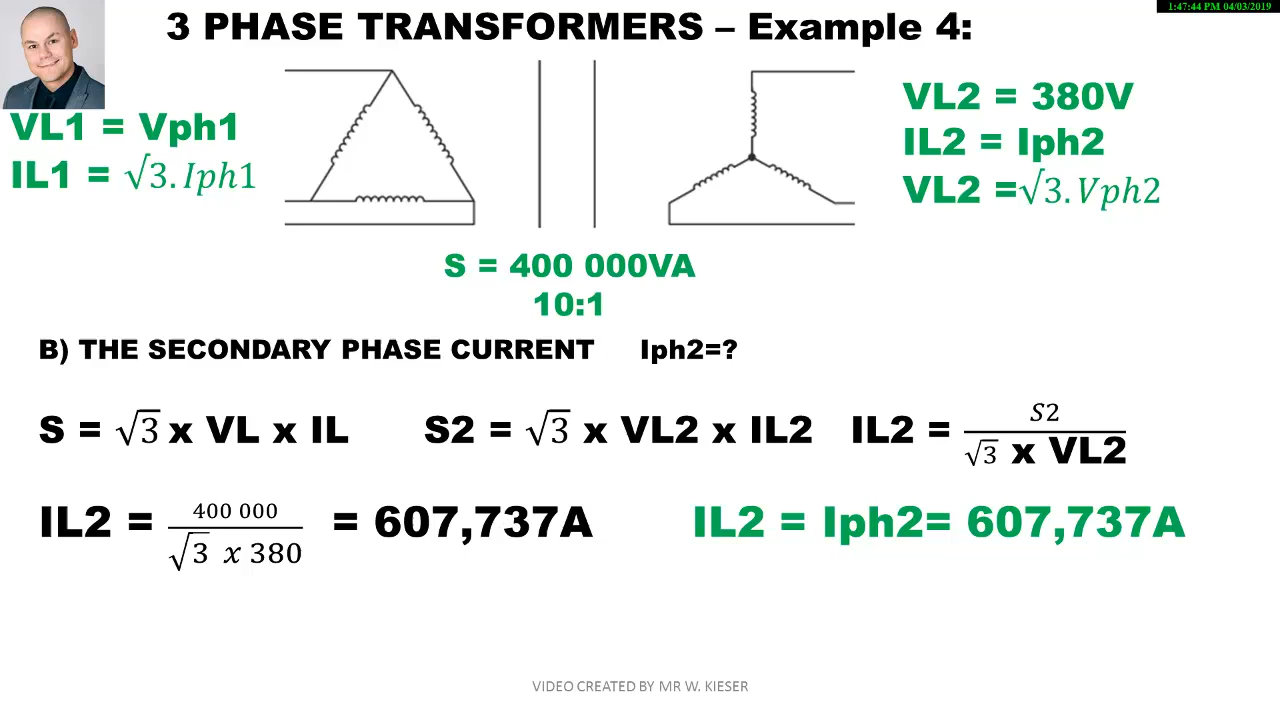 1:47:44 PM 04/03/2019
3 PHASE TRANSFORMERS – Example 4:
VL1 = Vph1
IL1 = √3.Iph1
VL2 = 380V
IL2 = Iph2
VL2 =√3.Vph2
S = 400 000VA
10:1
B) THE SECONDARY PHASE CURRENT Iph2=?
S = √3 x VL x IL S2 = √3 x VL2 x IL2 IL2 = S2 / √3 x VL2
IL2 = 400 000 / √3 x 380 = 607,737A IL2 = Iph2= 607,737A
VIDEO CREATED BY MR W. KIESER